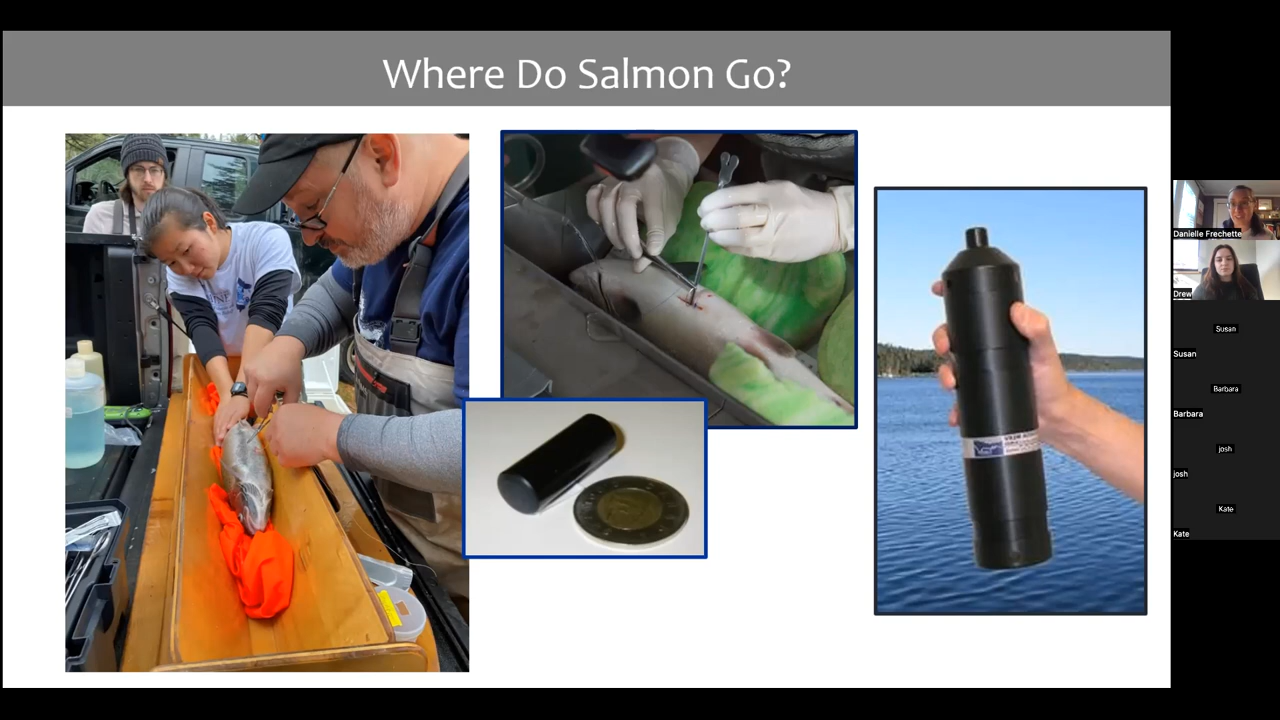 Where Do Salmon Go?
Danielle Frechette
Drew
Susan
Susan
Barbara
Barbara
josh
josh
Kate
Kate